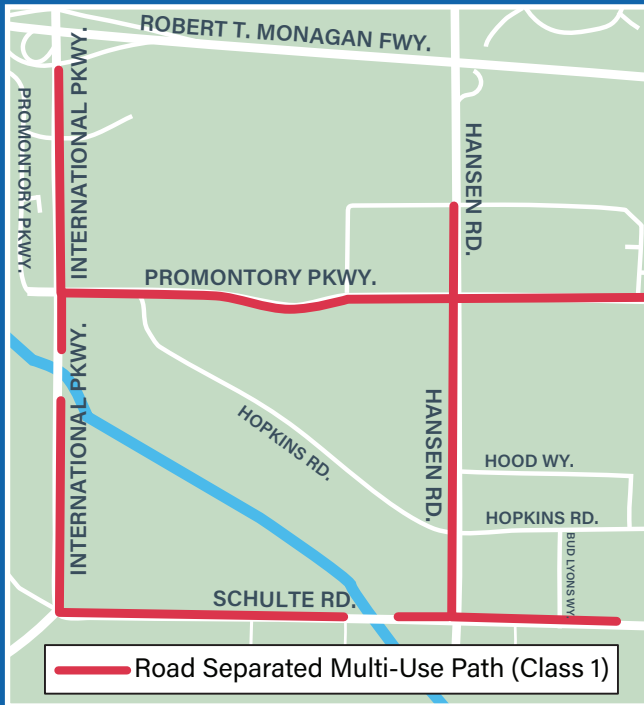 ROBERT T. MONAGAN FWY.
INTERNATIONAL PKWY.
PROMONTORY PKWY.
HANSEN RD.
PROMONTORY PKWY.
INTERNATIONAL PKWY.
HOPKINS RD.
HANSEN RD.
HOOD WY.
HOPKINS RD.
BUD LYONS WY.
SCHULTE RD.
Road Separated Multi-Use Path (Class 1)